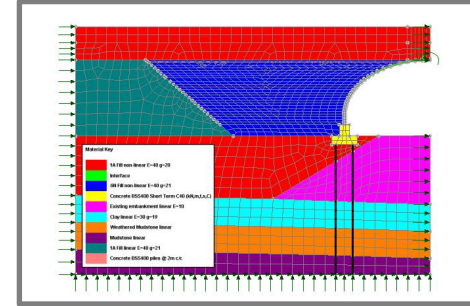 Material Key
1A Fill non-linear E=40 g=20
Interface
6N Fill non-linear E=40 g=21
Concrete BS5400 Short Term C40 (kN,m,t,s,C)
Existing embankment linear E=10
Clay linear E=30 g=19
Weathered Mudstone linear
Mudstone linear
1A Fill linear E=40 g=21
Concrete BS5400 piles @ 2m c/c